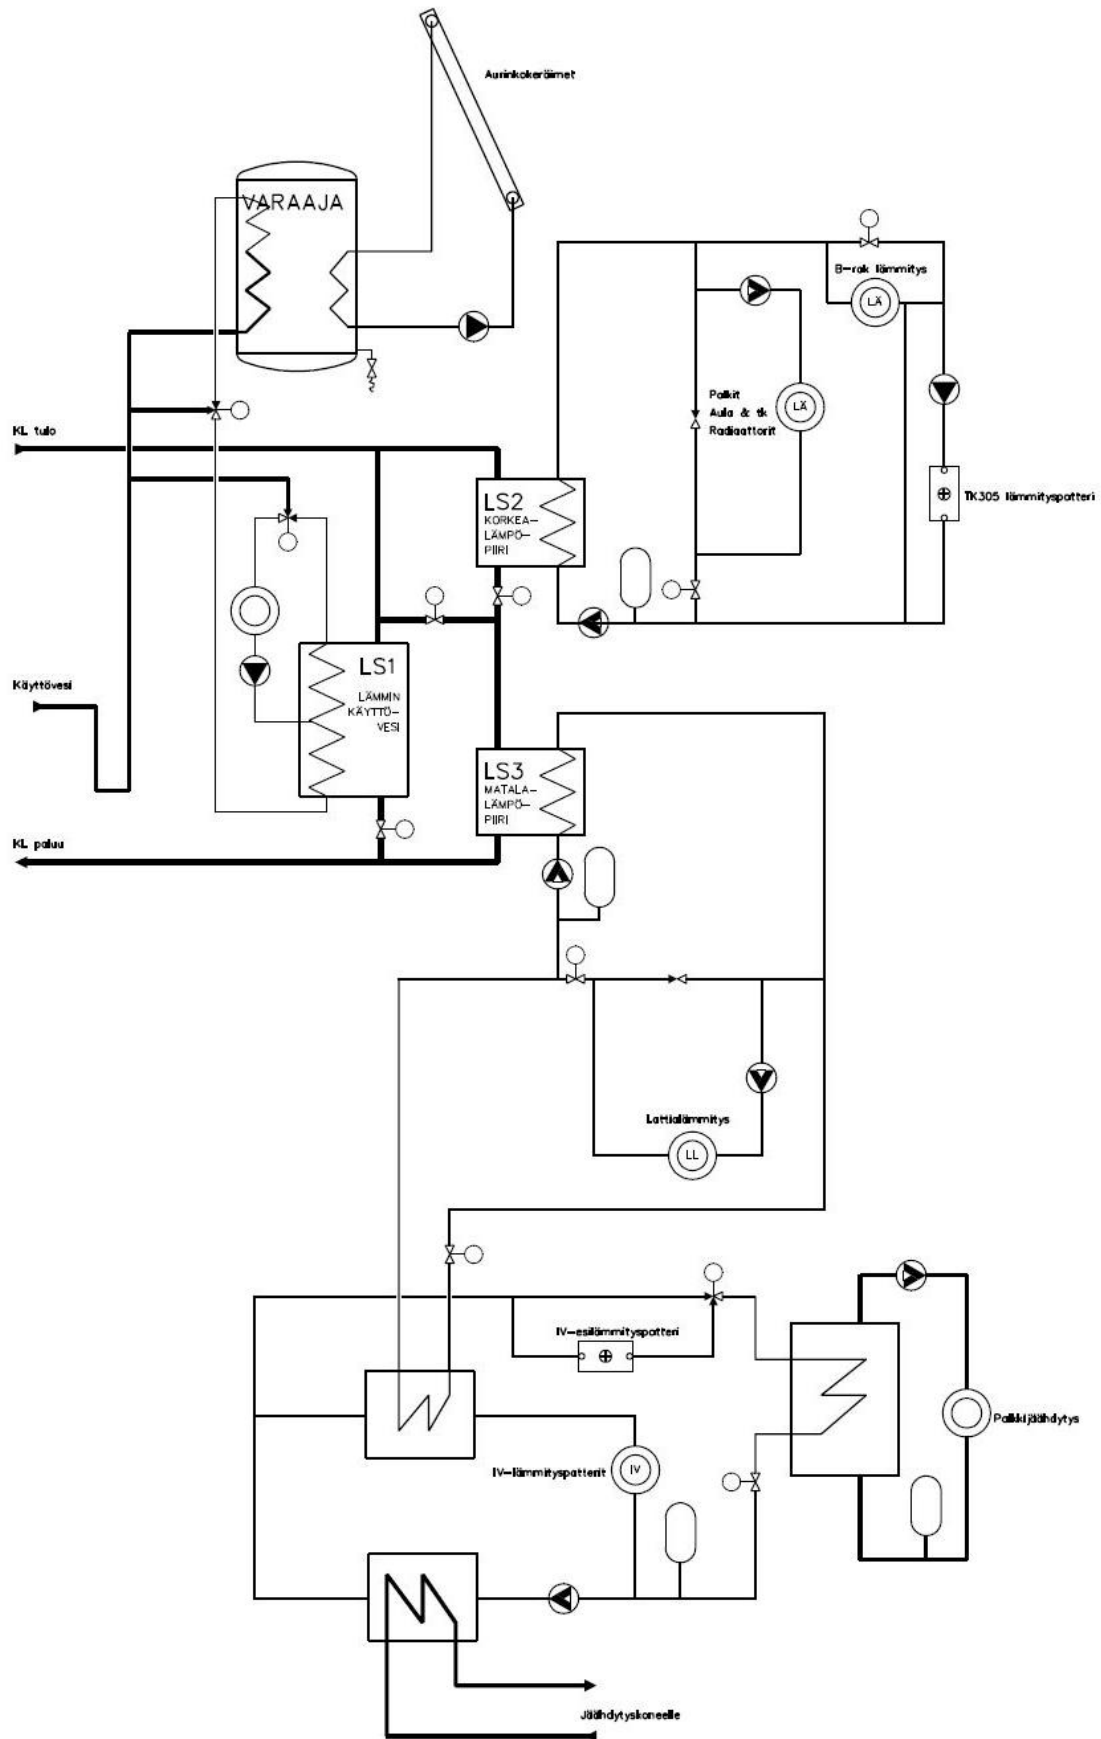 Aurinkokeräimet
VARAAJA
B-rak lämmitys
LÄ
Palkit
Aula & tk
Radiaattorit
LÄ
KL tulo
TK305 lämmityspatteri
LS2
KORKEA-
LÄMPÖ-
PIIRI
LS1
LÄMMIN
KÄYTTÖ-
VESI
Käyttövesi
LS3
MATALA-
LÄMPÖ-
PIIRI
KL paluu
Lattialämmitys
LL
IV-esilämmityspatteri
Palkkijäähdytys
IV-lämmityspatterit
IV
Jäähdytyskoneelle